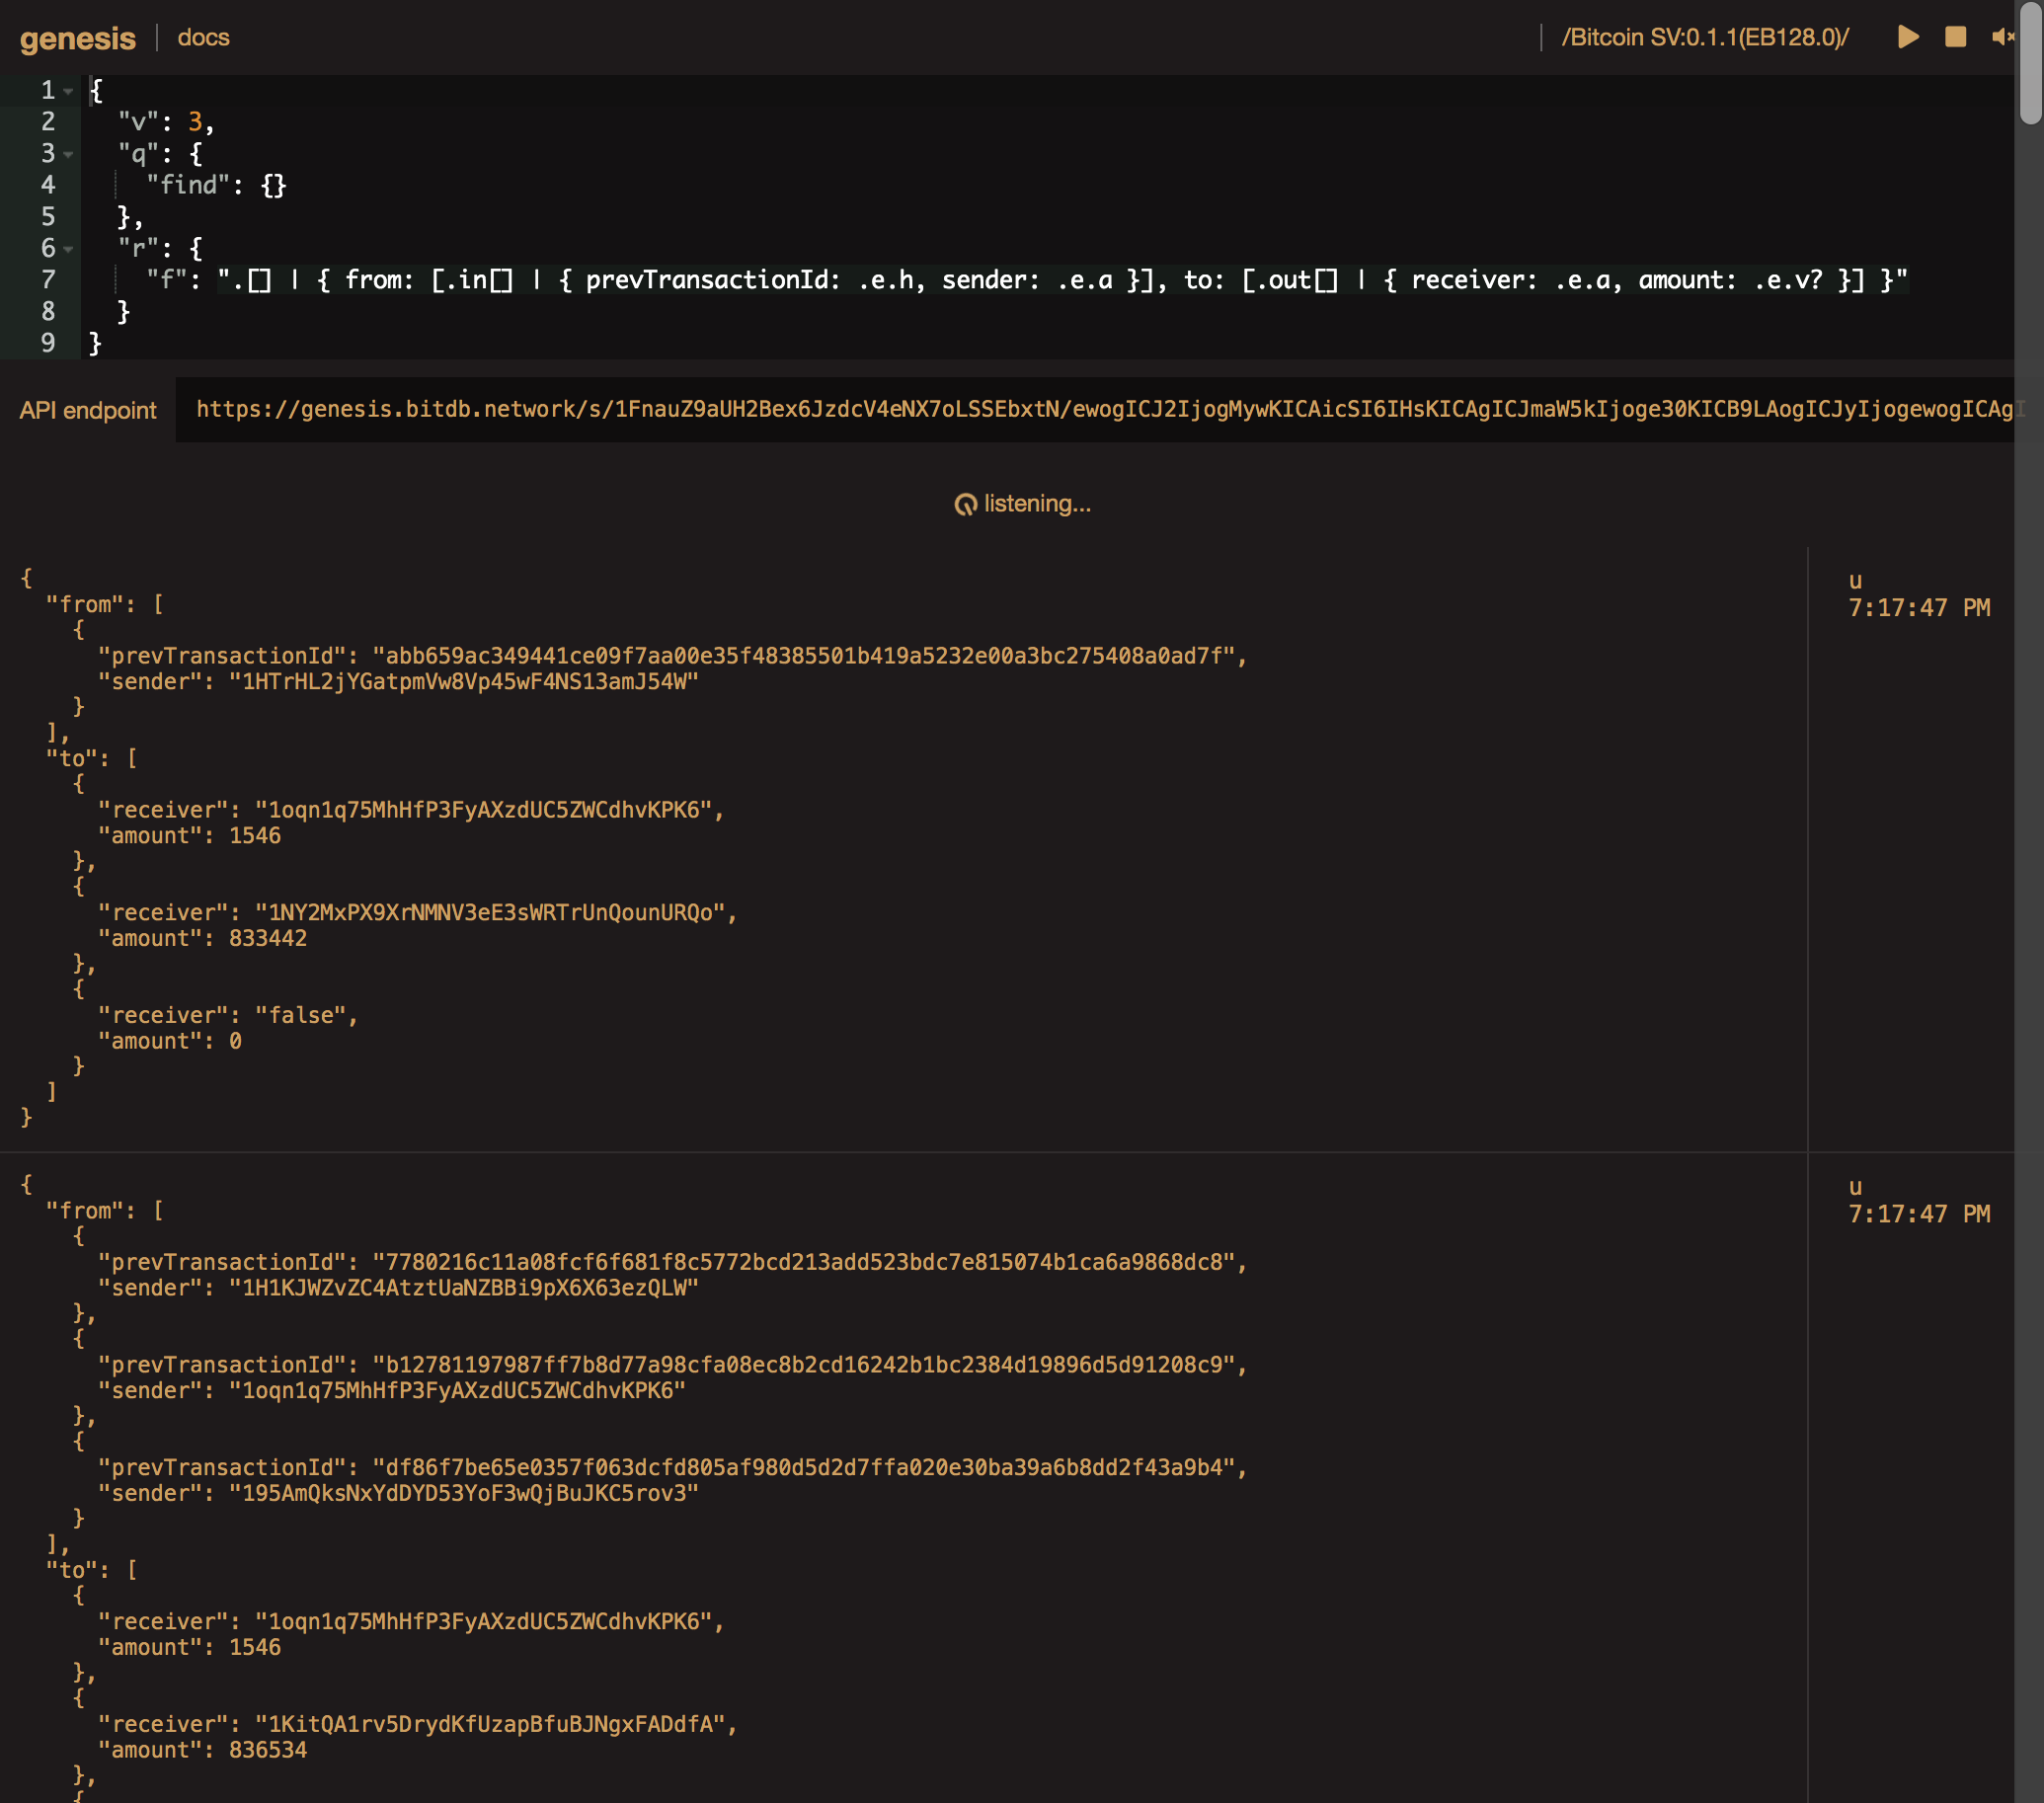 genesis docs /Bitcoin SV:0.1.1(EB128.0)/
1 {
2 "v": 3,
3 "q": {
4 "find": {}
5 },
6 "r": {
7 "f": ".[] | { from: [.in[] | { prevTransactionId: .e.h, sender: .e.a }], to: [.out[] | { receiver: .e.a, amount: .e.v? }] }"
8 }
9 }
API endpoint https://genesis.bitdb.network/s/1FnauZ9aUH2Bex6JzdcV4eNX7oLSSEbxtN/ewogICJ2IjogMywKICAicSI6IHsKICAgICJmaW5kIjoge30KICB9LAogICJyIjogewogICAgI
listening...
{
"from": [
{
"prevTransactionId": "abb659ac349441ce09f7aa00e35f48385501b419a5232e00a3bc275408a0ad7f",
"sender": "1HTrHL2jYGatpmVw8Vp45wF4NS13amJ54W"
}
],
"to": [
{
"receiver": "1oqn1q75MhHfP3FyAXzdUC5ZWCdhvKPK6",
"amount": 1546
},
{
"receiver": "1NY2MxPX9XrNMNV3eE3sWRTrUnQounURQo",
"amount": 833442
},
{
"receiver": "false",
"amount": 0
}
]
}
u
7:17:47 PM
{
"from": [
{
"prevTransactionId": "7780216c11a08fcf6f681f8c5772bcd213add523bdc7e815074b1ca6a9868dc8",
"sender": "1H1KJWZvZC4AtztUaNZBBi9pX6X63ezQLW"
},
{
"prevTransactionId": "b12781197987ff7b8d77a98cfa08ec8b2cd16242b1bc2384d19896d5d91208c9",
"sender": "1oqn1q75MhHfP3FyAXzdUC5ZWCdhvKPK6"
},
{
"prevTransactionId": "df86f7be65e0357f063dcfd805af980d5d2d7ffa020e30ba39a6b8dd2f43a9b4",
"sender": "195AmQksNxYdDYD53YoF3wQjBuJKC5rov3"
}
],
"to": [
{
"receiver": "1oqn1q75MhHfP3FyAXzdUC5ZWCdhvKPK6",
"amount": 1546
},
{
"receiver": "1KitQA1rv5DrydKfUzapBfuBJNgxFADdfA",
"amount": 836534
},
{
u
7:17:47 PM